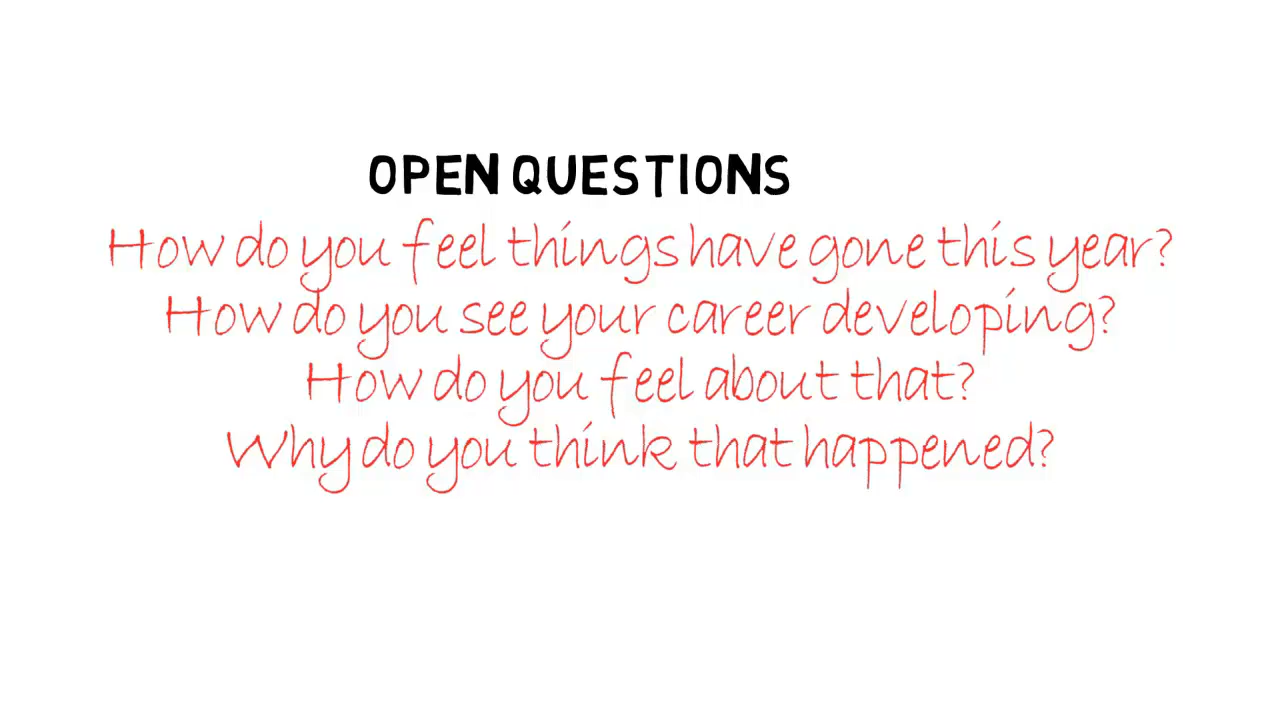 OPEN QUESTIONS
How do you feel things have gone this year?
How do you see your career developing?
How do you feel about that?
Why do you think that happened?